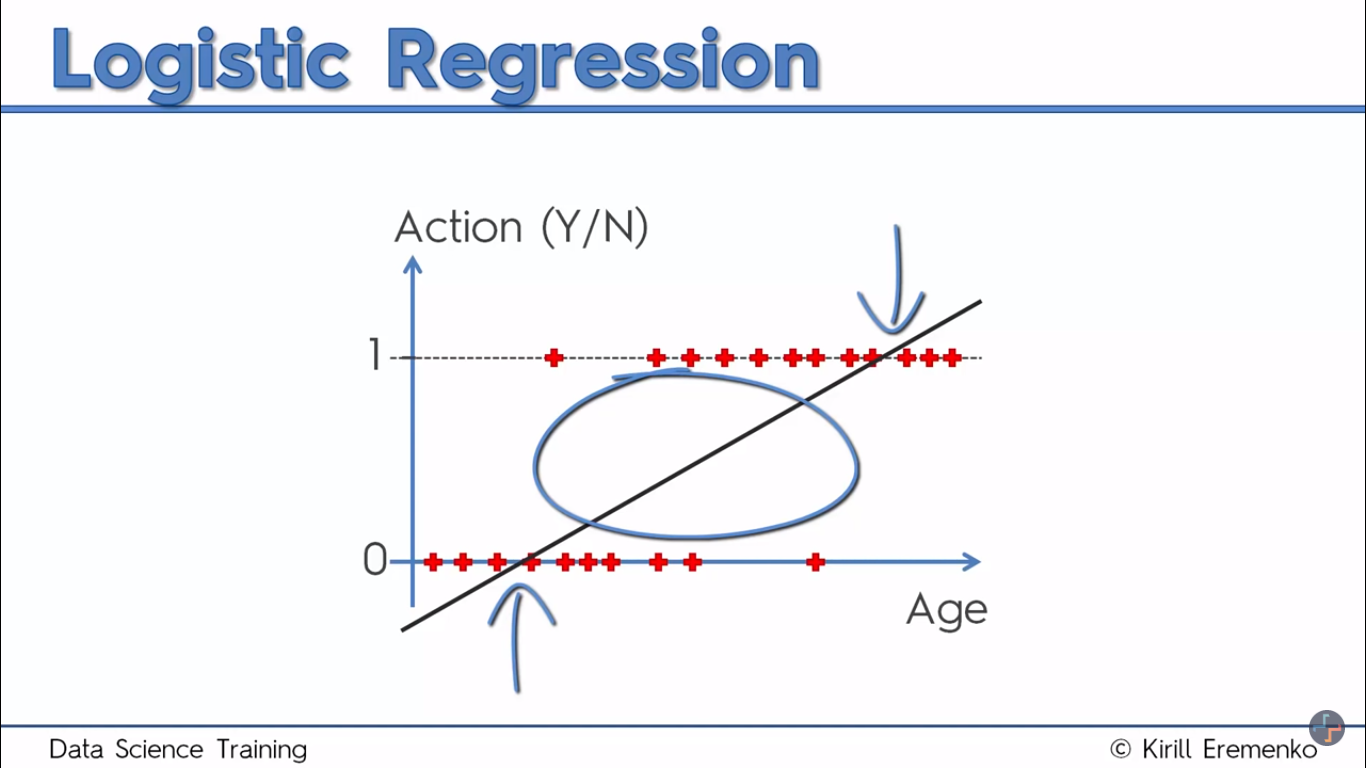 Logistic Regression
Action (Y/N)
1
0
Age
Data Science Training
© Kirill Eremenko